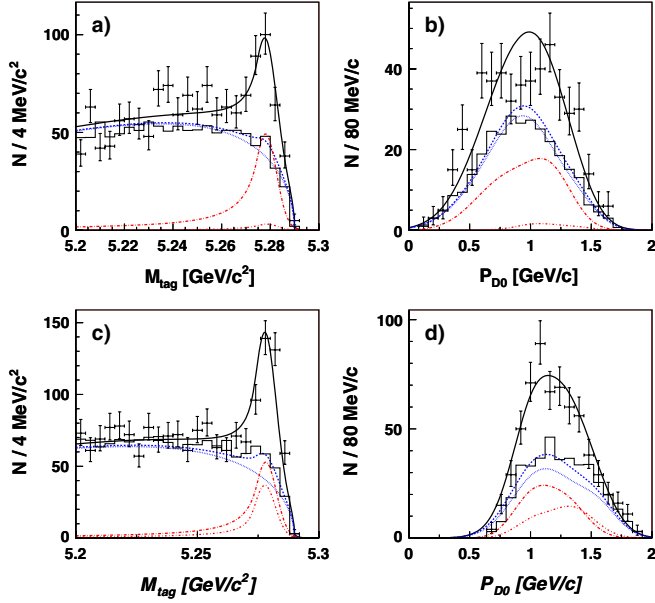 a)
N / 4 MeV/c²
100
50
0
5.2 5.22 5.24 5.26 5.28 5.3
M_tag [GeV/c²]
b)
N / 80 MeV/c
40
20
0
0 0.5 1 1.5 2
P_D0 [GeV/c]
c)
N / 4 MeV/c²
150
100
50
0
5.2 5.25 5.3
M_tag [GeV/c²]
d)
N / 80 MeV/c
100
50
0
0 0.5 1 1.5 2
P_D0 [GeV/c]